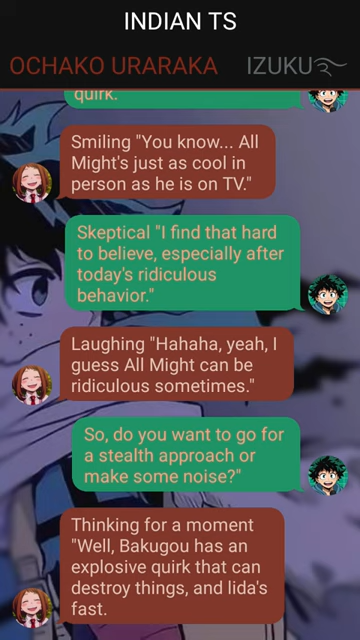 INDIAN TS
OCHAKO URARAKA
IZUKU
quirk.
Smiling "You know... All
Might's just as cool in
person as he is on TV."
Skeptical "I find that hard
to believe, especially after
today's ridiculous
behavior."
Laughing "Hahaha, yeah, I
guess All Might can be
ridiculous sometimes."
So, do you want to go for
a stealth approach or
make some noise?"
Thinking for a moment
"Well, Bakugou has an
explosive quirk that can
destroy things, and Iida's
fast.